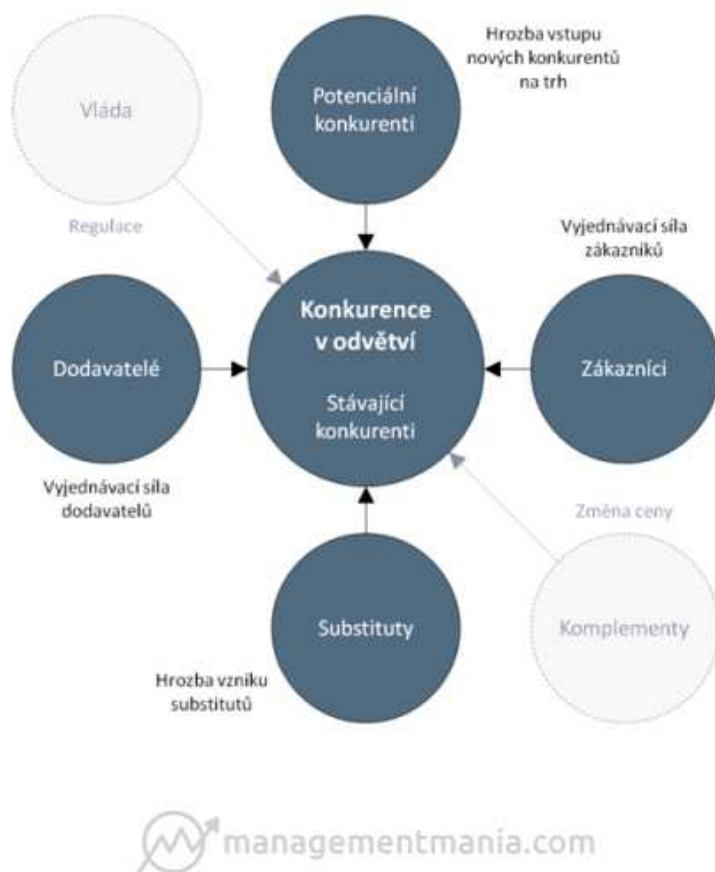 Hrozba vstupu
nových konkurentů
na trh
Vláda
Potenciální
konkurenti
Regulace
Vyjednávací síla
zákazníků
Konkurence
v odvětví
Stávající
konkurenti
Dodavatelé
Zákazníci
Vyjednávací síla
dodavatelů
Změna ceny
Substituty
Komplementy
Hrozba vzniku
substitutů
managementmania.com